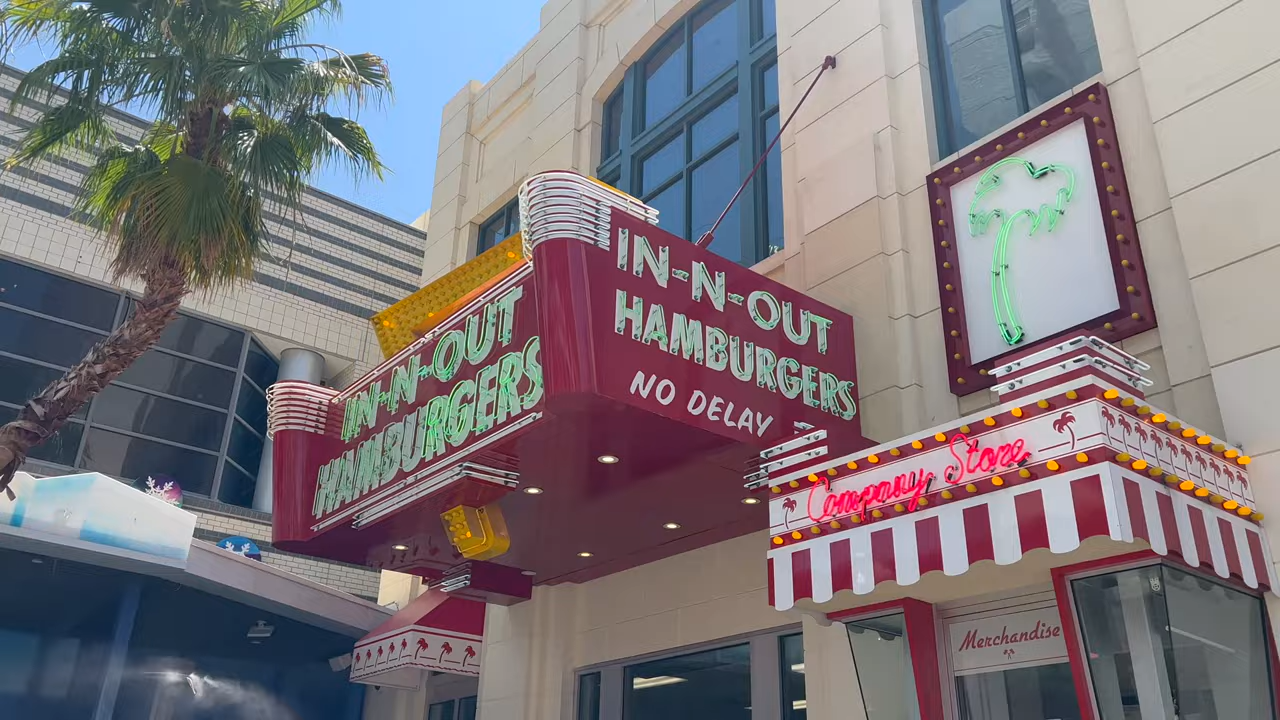 IN-N-OUT
HAMBURGERS
IN-N-OUT
HAMBURGERS
NO DELAY
Company Store
Merchandise